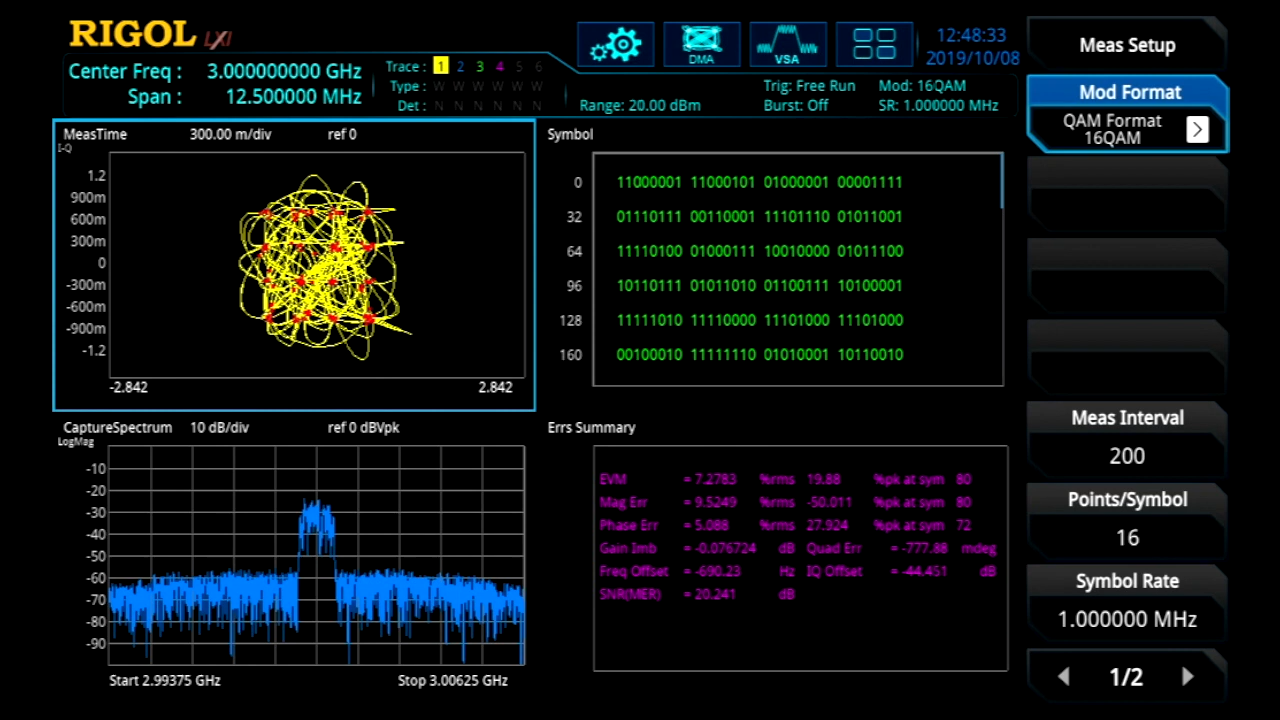 RIGOL LXI
12:48:33
2019/10/08
DMA
VSA
Center Freq : 3.000000000 GHz
Span : 12.500000 MHz
Trace : 1 2 3 4 5 6
Type : W W W W W W
Det : N N N N N N
Range: 20.00 dBm
Trig: Free Run
Burst: Off
Mod: 16QAM
SR: 1.000000 MHz
MeasTime 300.00 m/div ref 0
I-Q
1.2
900m
600m
300m
0
-300m
-600m
-900m
-1.2
-2.842 2.842
Symbol
0 11000001 11000101 01000001 00001111
32 01110111 00110001 11101110 01011001
64 11110100 01000111 10010000 01011100
96 10110111 01011010 01100111 10100001
128 11111010 11110000 11101000 11101000
160 00100010 11111110 01010001 10110010
CaptureSpectrum 10 dB/div ref 0 dBVpk
LogMag
-10
-20
-30
-40
-50
-60
-70
-80
-90
Start 2.99375 GHz Stop 3.00625 GHz
Errs Summary
EVM = 7.2783 %rms 19.88 %pk at sym 80
Mag Err = 9.5249 %rms -50.011 %pk at sym 80
Phase Err = 5.088 %rms 27.924 %pk at sym 72
Gain Imb = -0.076724 dB Quad Err = -777.88 mdeg
Freq Offset = -690.23 Hz IQ Offset = -44.451 dB
SNR(MER) = 20.241 dB
Meas Setup
Mod Format
QAM Format
16QAM
Meas Interval
200
Points/Symbol
16
Symbol Rate
1.000000 MHz
1/2